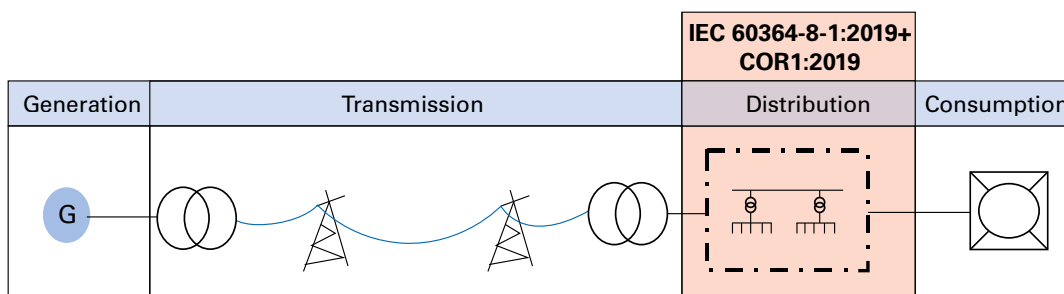 IEC 60364-8-1:2019+
COR1:2019
Generation
Transmission
Distribution
Consumption
G